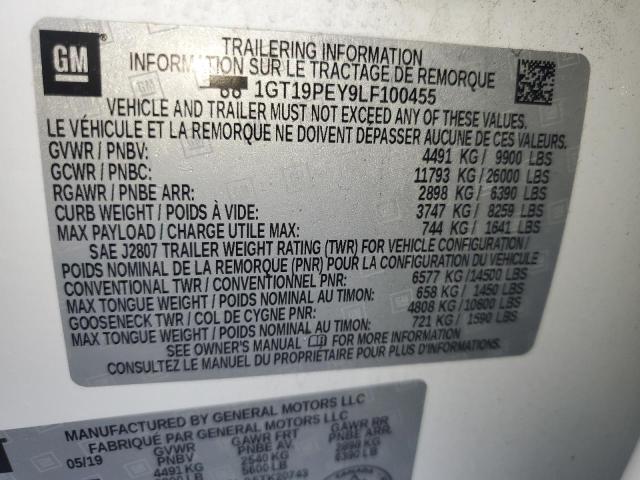 GM
TRAILERING INFORMATION
INFORMATION SUR LE TRACTAGE DE REMORQUE
1GT19PEY9LF100455
VEHICLE AND TRAILER MUST NOT EXCEED ANY OF THESE VALUES.
LE VÉHICULE ET LA REMORQUE NE DOIVENT DÉPASSER AUCUNE DE CES VALEURS.
GVWR / PNBV: 4491 KG / 9900 LBS
GCWR / PNBC: 11793 KG / 26000 LBS
RGAWR / PNBE ARR: 2898 KG / 6390 LBS
CURB WEIGHT / POIDS À VIDE: 3747 KG / 8259 LBS
MAX PAYLOAD / CHARGE UTILE MAX: 744 KG / 1641 LBS
SAE J2807 TRAILER WEIGHT RATING (TWR) FOR VEHICLE CONFIGURATION /
POIDS NOMINAL DE LA REMORQUE (PNR) POUR LA CONFIGURATION DU VÉHICULE
CONVENTIONAL TWR / CONVENTIONNEL PNR: 6577 KG / 14500 LBS
MAX TONGUE WEIGHT / POIDS NOMINAL AU TIMON: 658 KG / 1450 LBS
GOOSENECK TWR / COL DE CYGNE PNR: 4808 KG / 10600 LBS
MAX TONGUE WEIGHT / POIDS NOMINAL AU TIMON: 721 KG / 1590 LBS
SEE OWNER'S MANUAL FOR MORE INFORMATION
CONSULTEZ LE MANUEL DU PROPRIÉTAIRE POUR PLUS D'INFORMATIONS
MANUFACTURED BY GENERAL MOTORS LLC
FABRIQUÉ PAR GENERAL MOTORS LLC
05/19 GVWR GAWR FRT GAWR RR
PNBV PNBE AV. PNBE ARR.
4491 KG 2540 KG 2898 KG
5600 LB 6390 LB